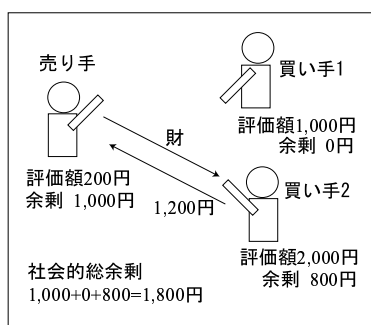 売り手
評価額200円
余剰 1,000円
財
1,200円
買い手1
評価額1,000円
余剰 0円
買い手2
評価額2,000円
余剰 800円
社会的総余剰
1,000+0+800=1,800円